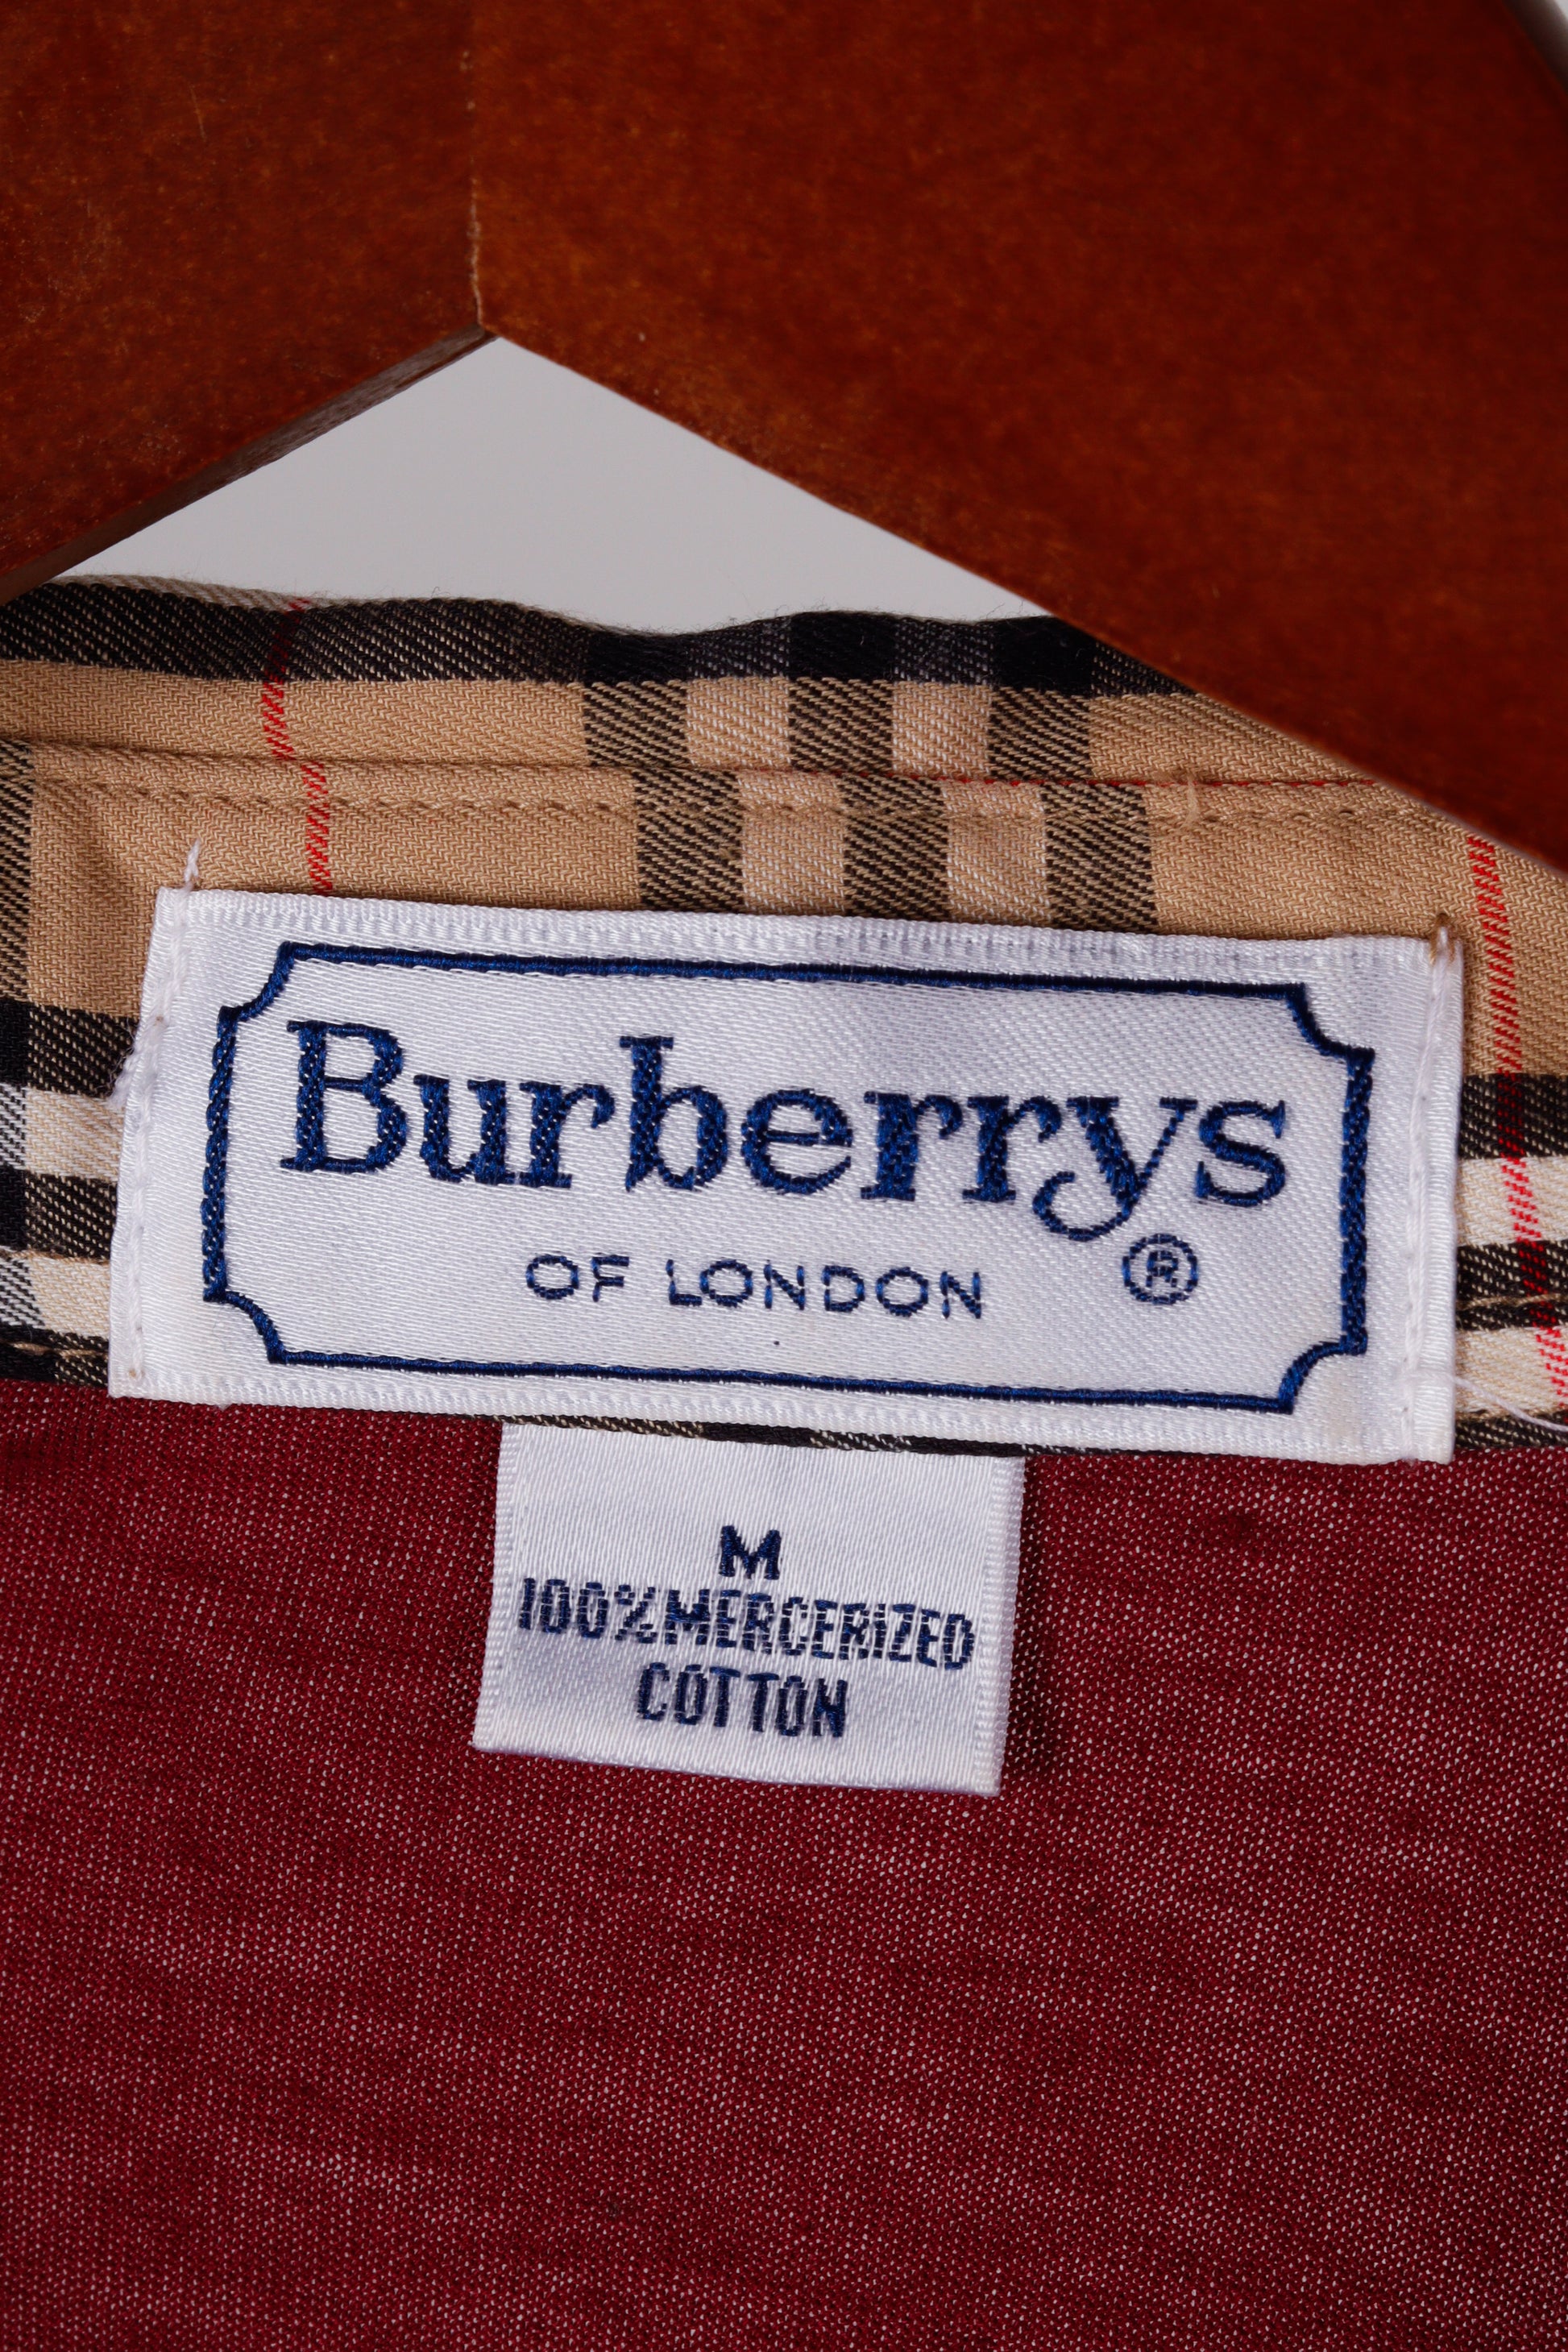 Burberrys
OF LONDON ®
M
100% MERCERIZED
COTTON